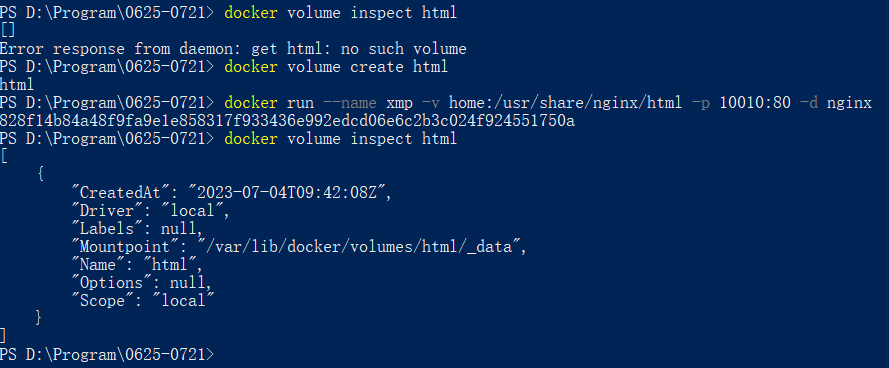 PS D:\Program\0625-0721> docker volume inspect html
[]
Error response from daemon: get html: no such volume
PS D:\Program\0625-0721> docker volume create html
html
PS D:\Program\0625-0721> docker run --name xmp -v home:/usr/share/nginx/html -p 10010:80 -d nginx
828f14b84a48f9fa9e1e858317f933436e992edcd06e6c2b3c024f924551750a
PS D:\Program\0625-0721> docker volume inspect html
[
    {
        "CreatedAt": "2023-07-04T09:42:08Z",
        "Driver": "local",
        "Labels": null,
        "Mountpoint": "/var/lib/docker/volumes/html/_data",
        "Name": "html",
        "Options": null,
        "Scope": "local"
    }
]
PS D:\Program\0625-0721>